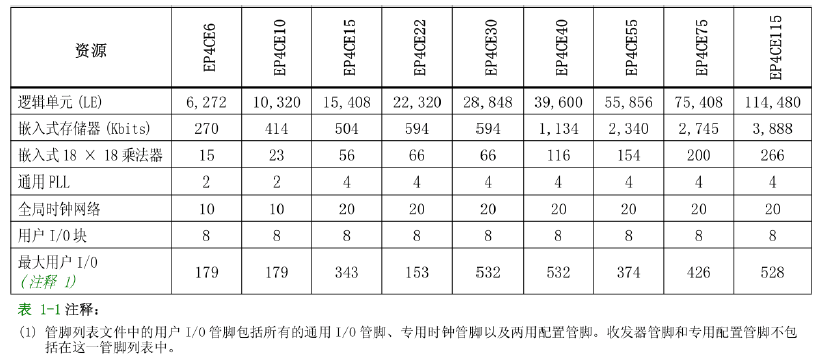 资源 EP4CE6 EP4CE10 EP4CE15 EP4CE22 EP4CE30 EP4CE40 EP4CE55 EP4CE75 EP4CE115
逻辑单元 (LE) 6,272 10,320 15,408 22,320 28,848 39,600 55,856 75,408 114,480
嵌入式存储器 (Kbits) 270 414 504 594 594 1,134 2,340 2,745 3,888
嵌入式 18 × 18 乘法器 15 23 56 66 66 116 154 200 266
通用 PLL 2 2 4 4 4 4 4 4 4
全局时钟网络 10 10 20 20 20 20 20 20 20
用户 I/O 块 8 8 8 8 8 8 8 8 8
最大用户 I/O
(注释 1) 179 179 343 153 532 532 374 426 528
表 1-1 注释：
(1) 管脚列表文件中的用户 I/O 管脚包括所有的通用 I/O 管脚、专用时钟管脚以及两用配置管脚。收发器管脚和专用配置管脚不包
括在这一管脚列表中。